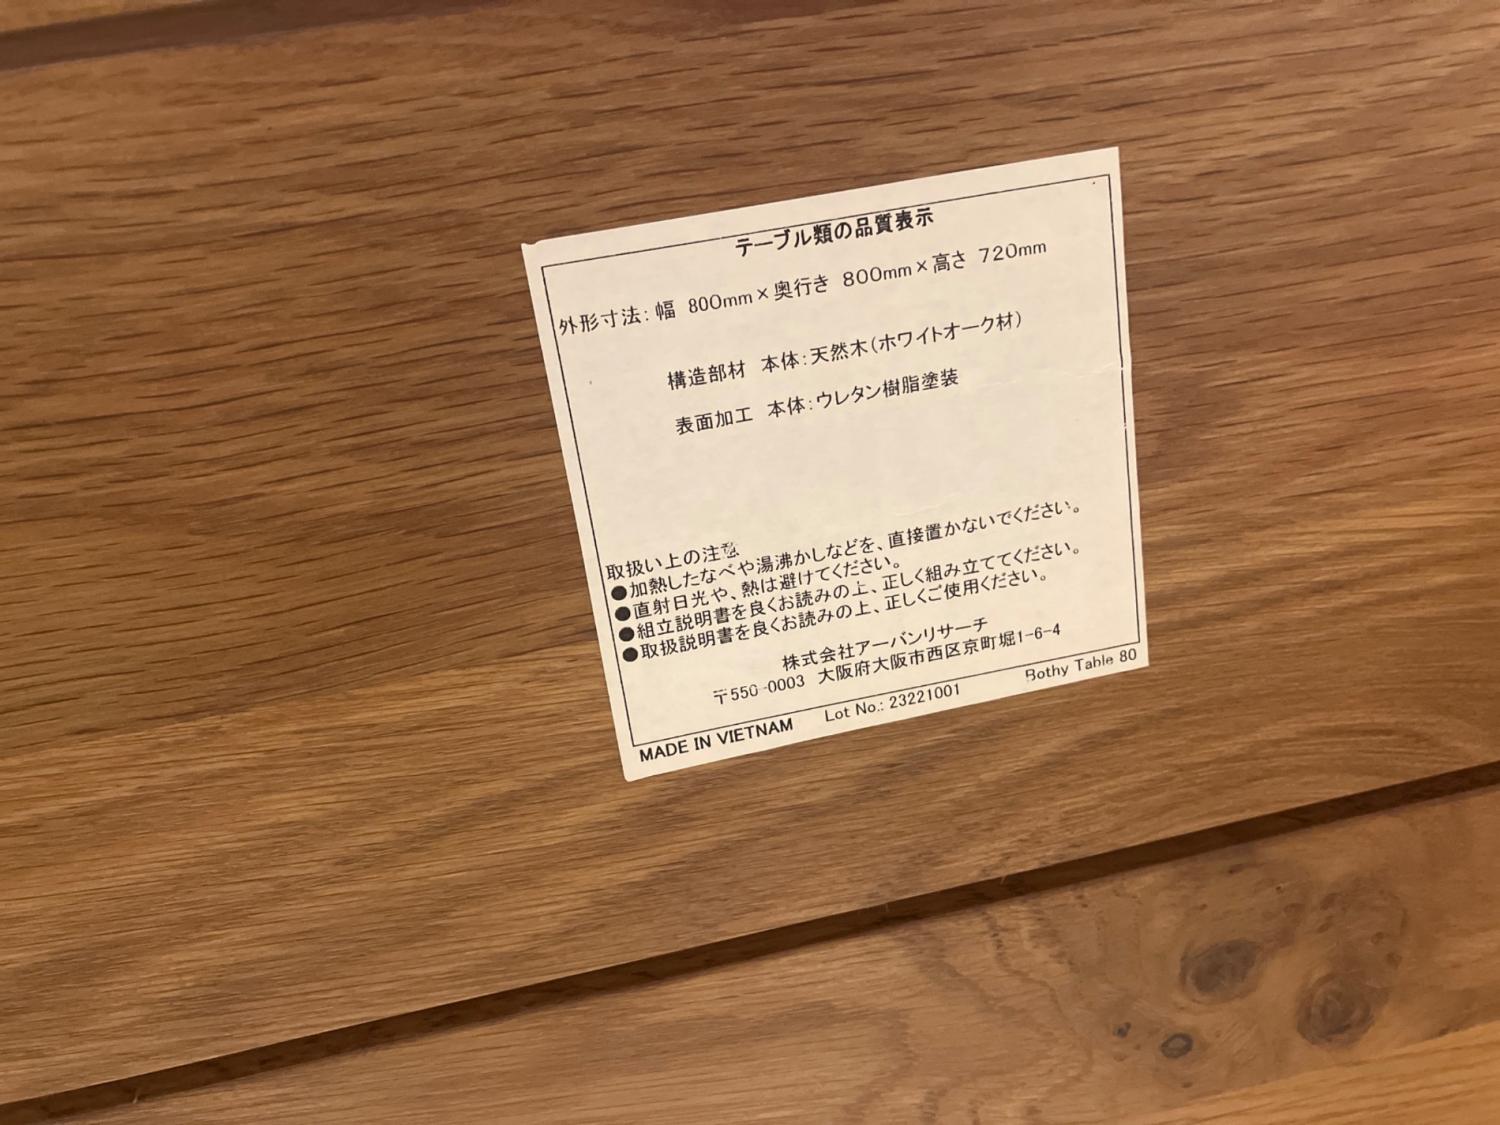 テーブル類の品質表示
外形寸法：幅 800mm×奥行き 800mm×高さ 720mm
構造部材 本体：天然木（ホワイトオーク材）
表面加工 本体：ウレタン樹脂塗装
取扱い上の注意
●加熱したなべや湯沸かしなどを、直接置かないでください。
●直射日光や、熱は避けてください。
●組立説明書を良くお読みの上、正しく組み立ててください。
●取扱説明書を良くお読みの上、正しくご使用ください。
株式会社アーバンリサーチ
〒550-0003 大阪府大阪市西区京町堀1-6-4
MADE IN VIETNAM Lot No.: 23221001 Bothy Table 80